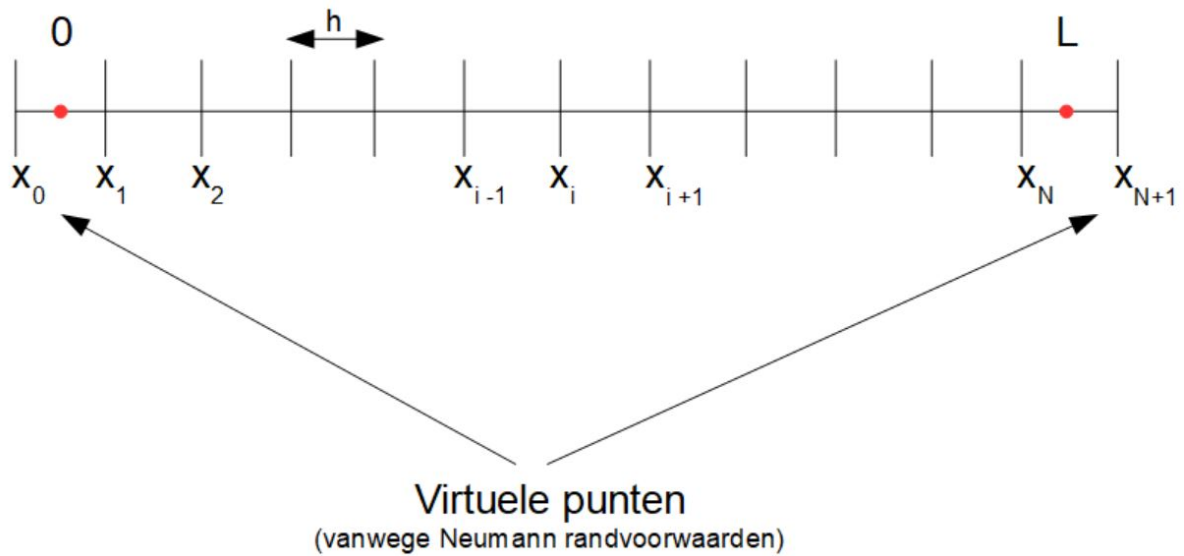 0 h L
x0 x1 x2 xi-1 xi xi+1 xN xN+1
Virtuele punten
(vanwege Neumann randvoorwaarden)